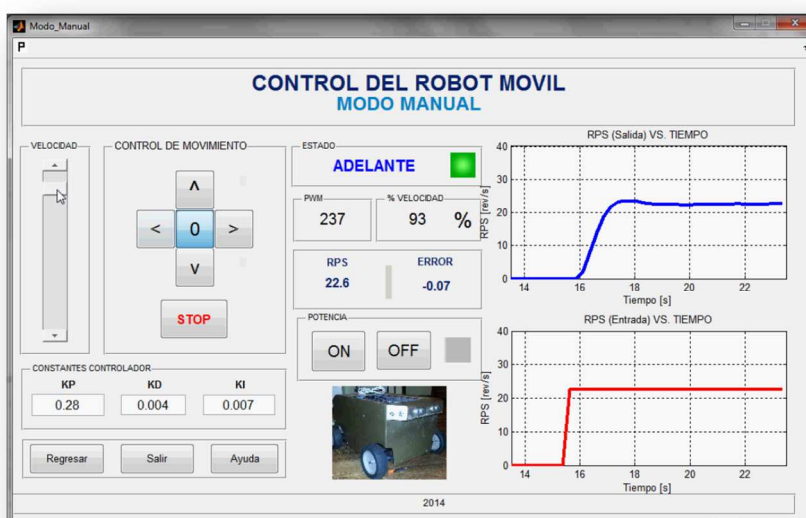 Modo_Manual
P
CONTROL DEL ROBOT MOVIL
MODO MANUAL
VELOCIDAD
CONTROL DE MOVIMIENTO
ʌ
< 0 >
v
STOP
CONSTANTES CONTROLADOR
KP KD KI
0.28 0.004 0.007
Regresar Salir Ayuda
ESTADO
ADELANTE
PWM % VELOCIDAD
237 93 %
RPS ERROR
22.6 -0.07
POTENCIA
ON OFF
RPS (Salida) VS. TIEMPO
RPS [rev/s]
40
30
20
10
0
14 16 18 20 22
Tiempo [s]
RPS (Entrada) VS. TIEMPO
RPS [rev/s]
40
30
20
10
0
14 16 18 20 22
Tiempo [s]
2014